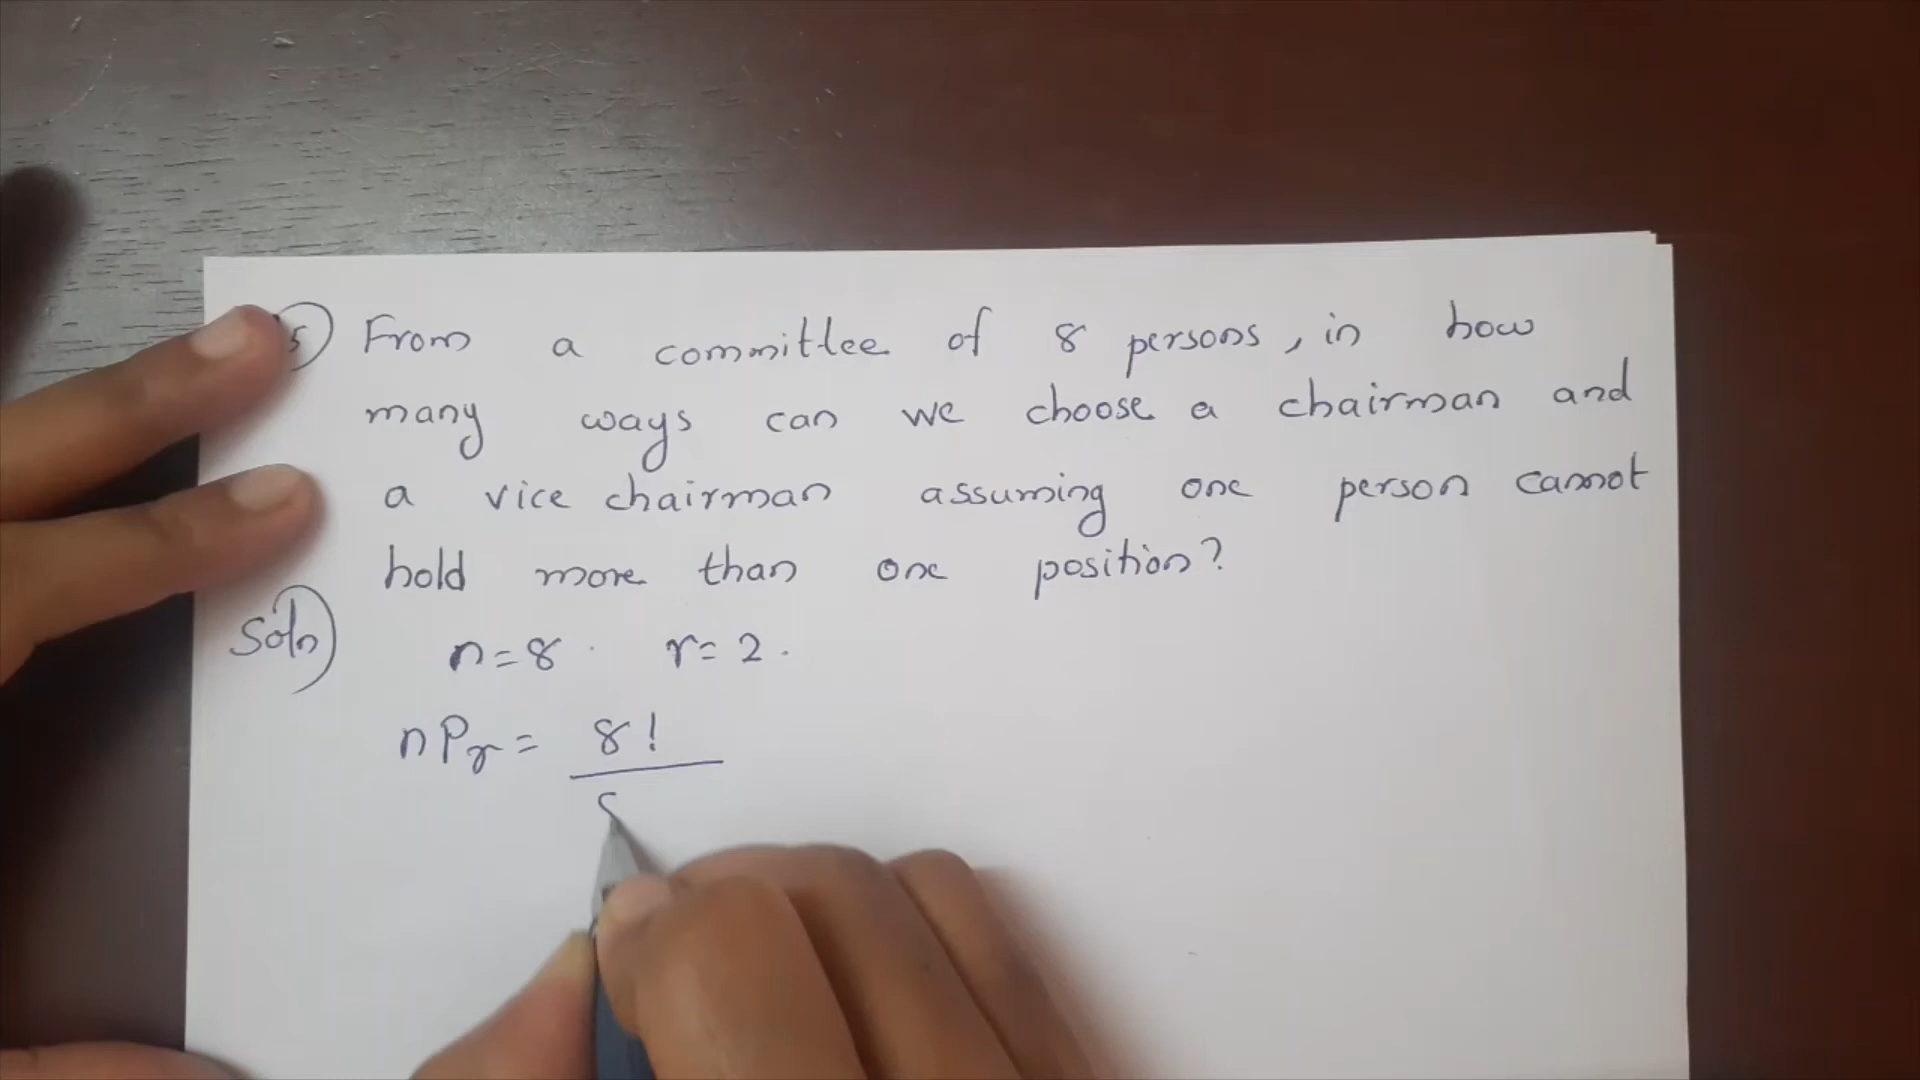 5) From a committee of 8 persons, in how
many ways can we choose a chairman and
a vice chairman assuming one person cannot
hold more than one position?
Soln) n=8 . r=2 .
nPr = 8!